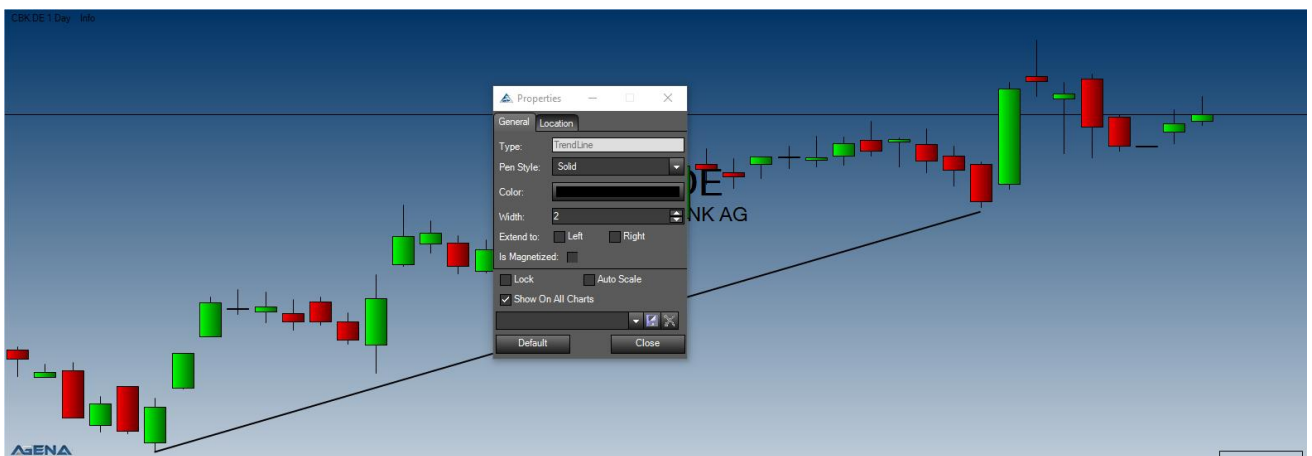 CBK.DE 1 Day Info
Properties
General Location
Type: TrendLine
Pen Style: Solid
Color:
Width: 2
Extend to: Left Right
Is Magnetized:
Lock Auto Scale
Show On All Charts
Default Close
DE
NK AG
AGENA